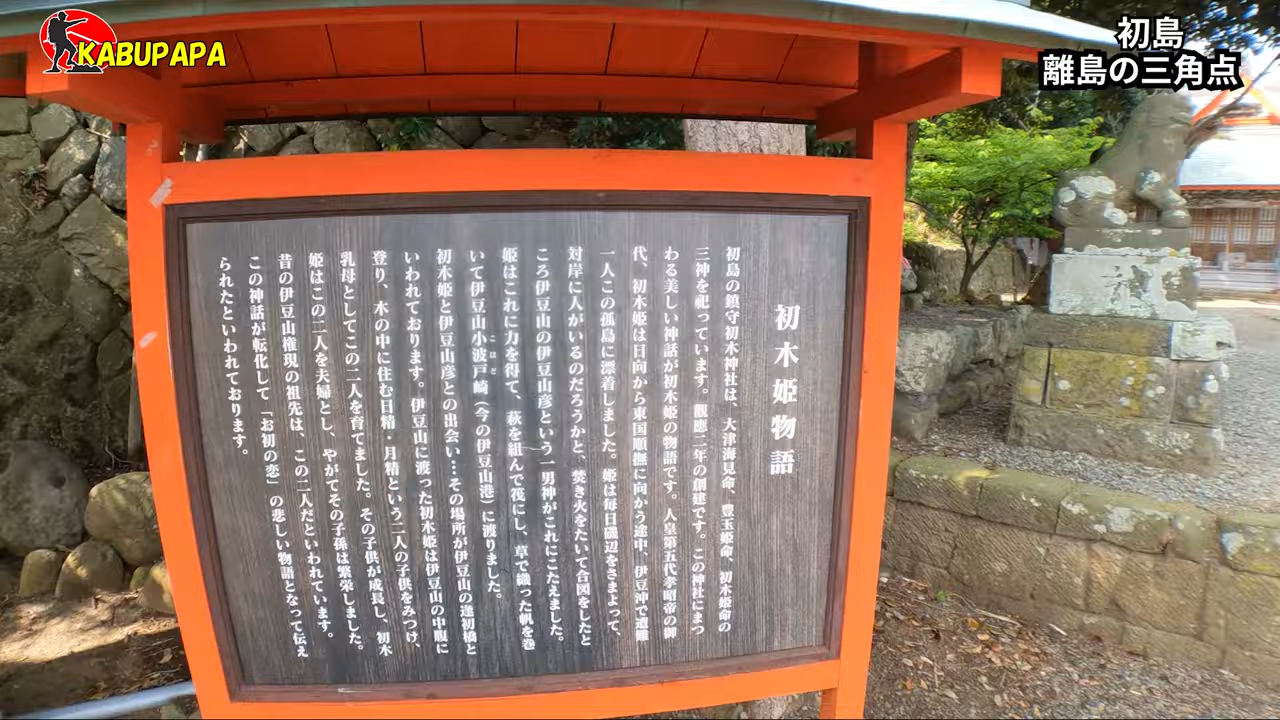 KABUPAPA
初島
離島の三角点
初木姫物語
初島の鎮守初木神社は、大津海見命、豊玉姫命、初木姫命の
三神を祀っています。觀應二年の創建です。この神社にまつ
わる美しい神話が初木姫の物語です。人皇第五代孝昭帝の御
代、初木姫は日向から東国順撫に向かう途中、伊豆沖で遭難
一人この孤島に漂着しました。姫は毎日磯辺をさまよって、
対岸に人がいるのだろうかと、焚き火をたいて合図をしたと
ころ伊豆山の伊豆山彦という一男神がこれにこたえました。
姫はこれに力を得て、萩を組んで筏にし、草で織った帆を巻
いて伊豆山小波戸崎（今の伊豆山港）に渡りました。
こはと
初木姫と伊豆山彦との出会い…その場所が伊豆山の逢初橋と
いわれております。伊豆山に渡った初木姫は伊豆山の中腹に
登り、木の中に住む日精・月精という二人の子供をみつけ、
乳母としてこの二人を育てました。その子供が成長し、初木
姫はこの二人を夫婦とし、やがてその子孫は繁栄しました。
昔の伊豆山権現の祖先は、この二人だといわれています。
この神話が転化して「お初の恋」の悲しい物語となって伝え
られたといわれております。